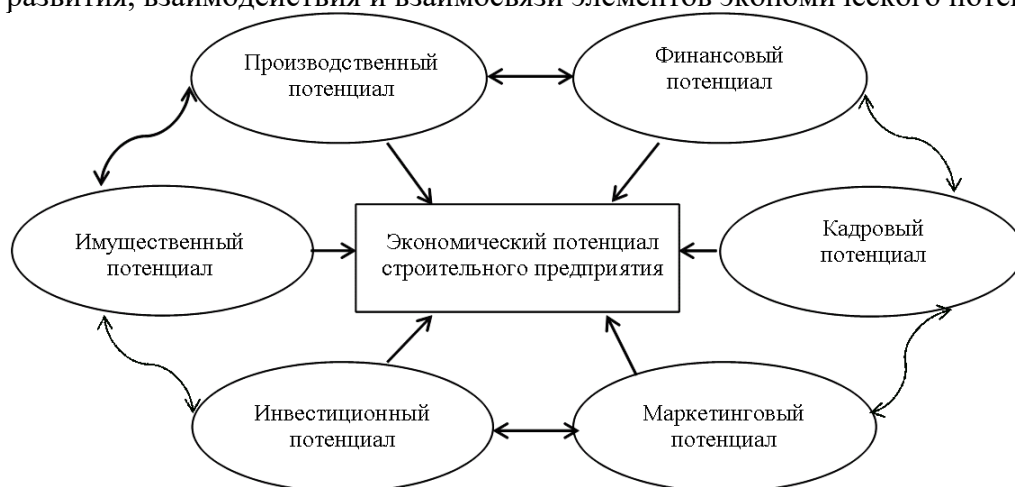 развития, взаимодействия и взаимосвязи элементов экономического
Производственный
потенциал
Финансовый
потенциал
Имущественный
потенциал
Экономический потенциал
строительного предприятия
Кадровый
потенциал
Инвестиционный
потенциал
Маркетинговый
потенциал